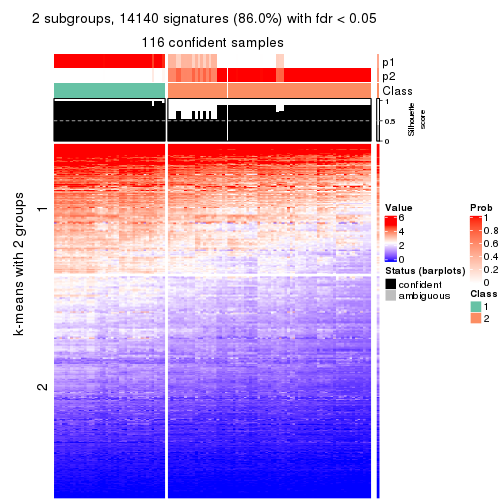 2 subgroups, 14140 signatures (86.0%) with fdr < 0.05
116 confident samples
p1
p2
Class
1
0.5
0
Silhouette
score
k-means with 2 groups
1
2
Value
6
4
2
0
Status (barplots)
confident
ambiguous
Prob
1
0.8
0.6
0.4
0.2
0
Class
1
2